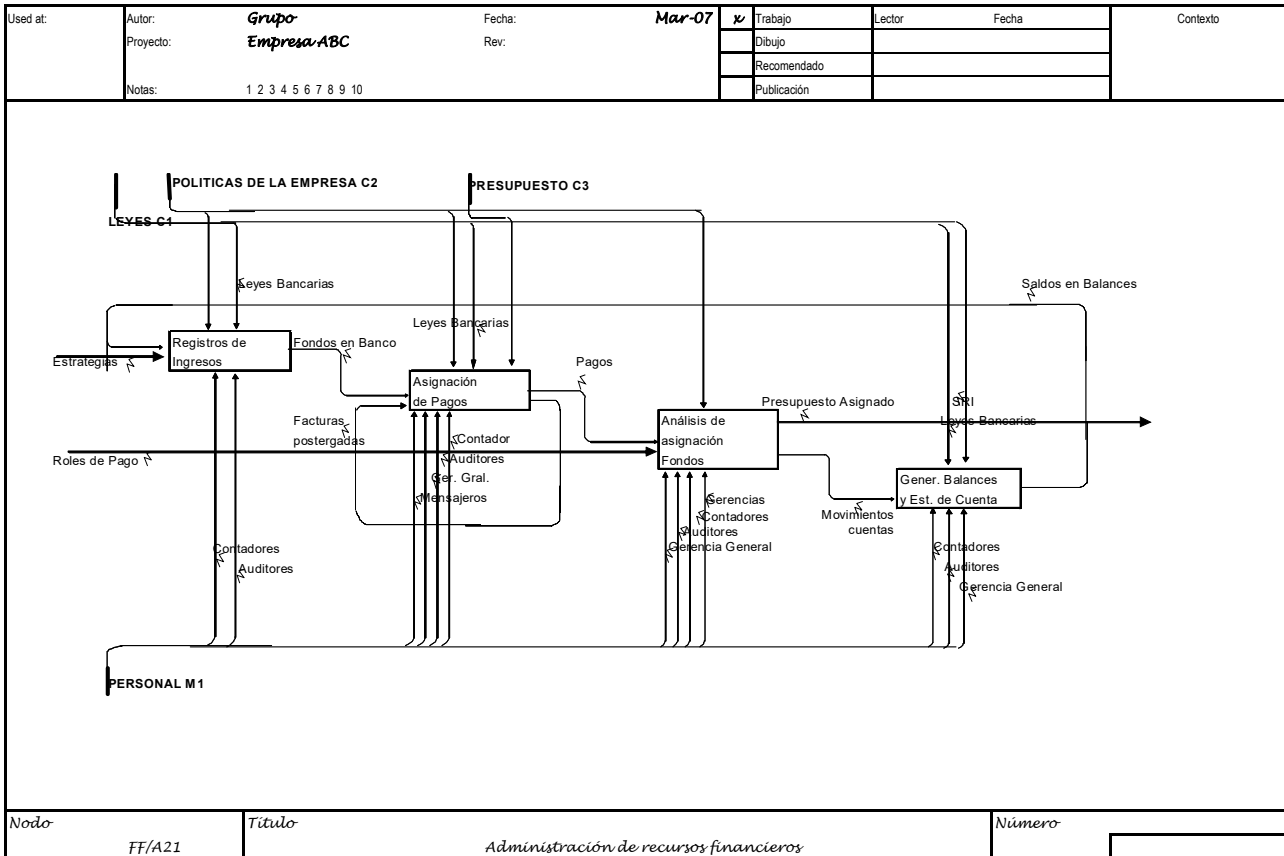 Used at:
Autor: Grupo Fecha: Mar-07 x Trabajo Lector Fecha Contexto
Proyecto: Empresa ABC Rev: Dibujo
Recomendado
Notas: 1 2 3 4 5 6 7 8 9 10 Publicación
POLITICAS DE LA EMPRESA C2
PRESUPUESTO C3
LEYES C1
Leyes Bancarias
Saldos en Balances
Leyes Bancarias
Registros de
Ingresos
Fondos en Banco
Estrategias
Pagos
Asignación
de Pagos
Presupuesto Asignado
SRI
Leyes Bancarias
Facturas
postergadas
Análisis de
asignación
Fondos
Contador
Auditores
Ger. Gral.
Mensajeros
Roles de Pago
Gener. Balances
y Est. de Cuenta
Gerencias
Contadores
Auditores
Gerencia General
Movimientos
cuentas
Contadores
Auditores
Contadores
Auditores
Gerencia General
PERSONAL M1
Nodo Título Número
FF/A21 Administración de recursos financieros